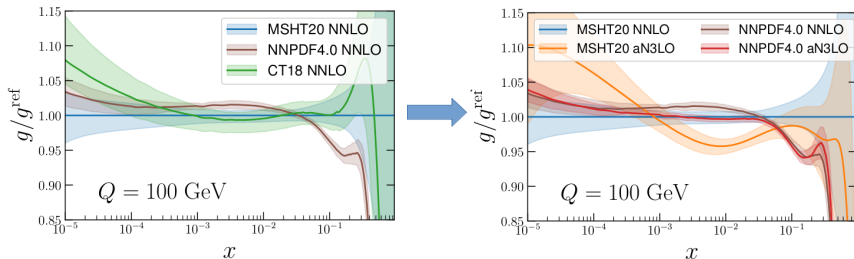 1.15
1.10
1.05
1.00
0.95
0.90
0.85
g/g^ref
MSHT20 NNLO
NNPDF4.0 NNLO
CT18 NNLO
Q = 100 GeV
10^−5 10^−4 10^−3 10^−2 10^−1
x
1.15
1.10
1.05
1.00
0.95
0.90
0.85
g/g^ref
MSHT20 NNLO NNPDF4.0 NNLO
MSHT20 aN3LO NNPDF4.0 aN3LO
Q = 100 GeV
10^−5 10^−4 10^−3 10^−2 10^−1
x